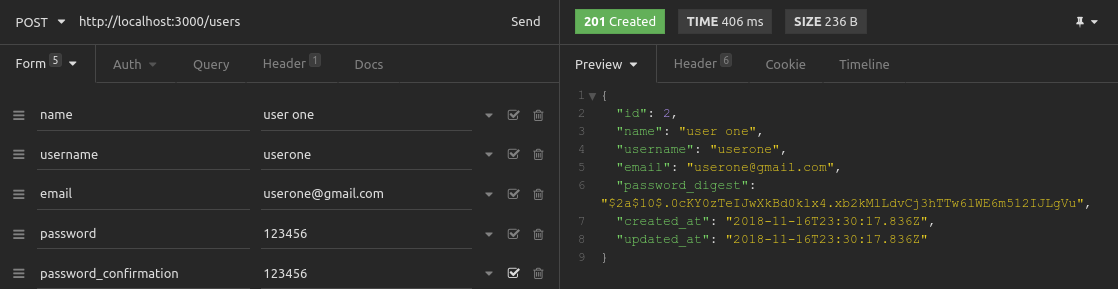 POST http://localhost:3000/users Send
201 Created TIME 406 ms SIZE 236 B
Form 5 Auth Query Header 1 Docs
Preview Header 6 Cookie Timeline
name user one
username userone
email userone@gmail.com
password 123456
password_confirmation 123456
1 {
2 "id": 2,
3 "name": "user one",
4 "username": "userone",
5 "email": "userone@gmail.com",
6 "password_digest":
"$2a$10$.0cKY0zTeIJwXkBd0klx4.xb2kMlLdvCj3hTTw6lWE6m5l2IJLgVu",
7 "created_at": "2018-11-16T23:30:17.836Z",
8 "updated_at": "2018-11-16T23:30:17.836Z"
9 }